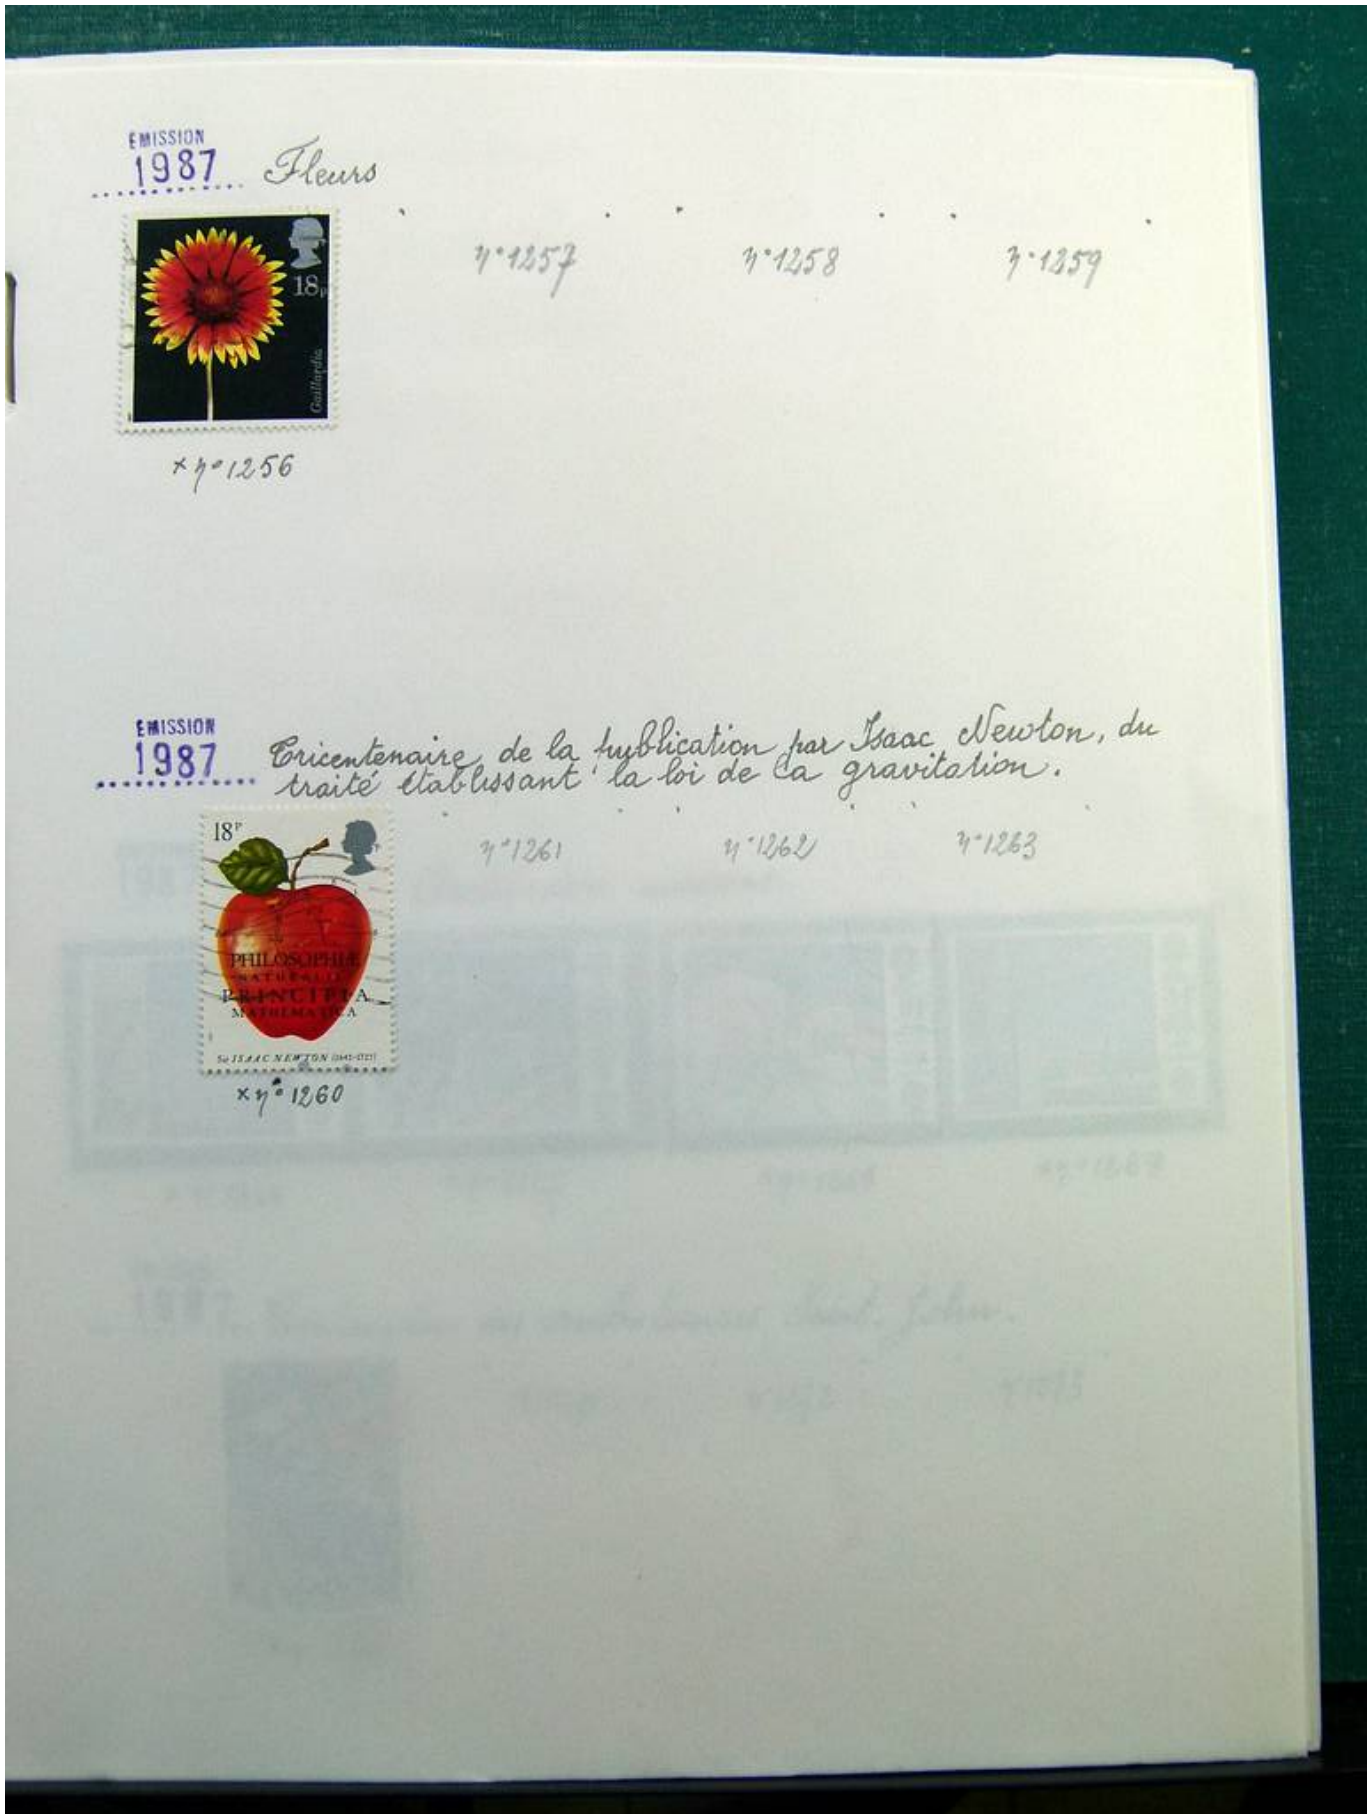 EMISSION
1987 Fleurs
n°1257 n°1258 n°1259
18p
Gaillardia
x n°1256
EMISSION
1987 Tricentenaire de la publication par Isaac Newton, du
traité établissant la loi de la gravitation.
n°1261 n°1262 n°1263
18P
PHILOSOPHIÆ
NATURALIS
PRINCIPIA
MATHEMATICA
Sir ISAAC NEWTON (1642-1727)
x n° 1260